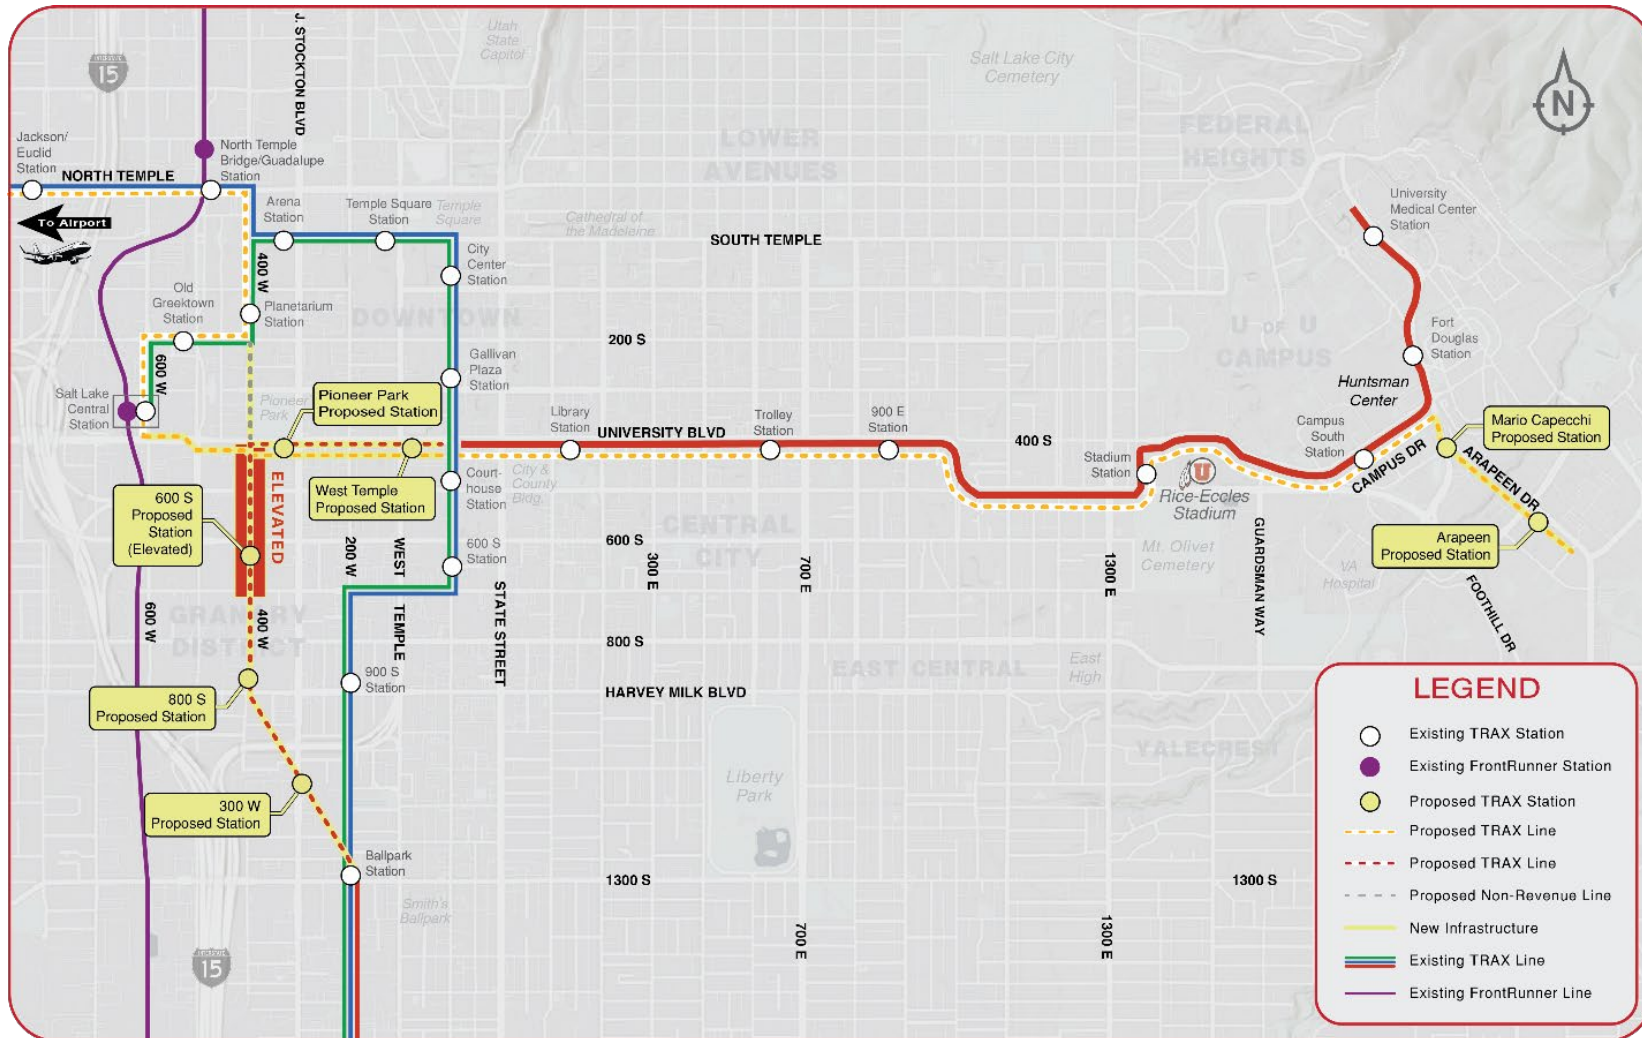 J. STOCKTON BLVD
Utah
State
Capitol
Salt Lake City
Cemetery
INTERSTATE
15
N
Jackson/
Euclid
Station
NORTH TEMPLE
North Temple
Bridge/Guadalupe
Station
LOWER
AVENUES
FEDERAL
HEIGHTS
To Airport
Arena
Station
Temple Square
Station
Temple
Square
Cathedral of
the Madeleine
SOUTH TEMPLE
University
Medical Center
Station
City
Center
Station
400 W
Old
Greektown
Station
Planetarium
Station
DOWNTOWN
200 S
U OF U
CAMPUS
Fort
Douglas
Station
600 W
Gallivan
Plaza
Station
Salt Lake
Central
Station
Pioneer
Park
Pioneer Park
Proposed Station
Huntsman
Center
Library
Station
UNIVERSITY BLVD
Trolley
Station
900 E
Station
400 S
Campus
South
Station
CAMPUS DR
Mario Capecchi
Proposed Station
ARAPEEN DR
Stadium
Station
U
Rice-Eccles
Stadium
ELEVATED
West Temple
Proposed Station
Court-
house
Station
City &
County
Bldg.
600 S
Proposed
Station
(Elevated)
CENTRAL
CITY
600 S
Station
600 S
200 W
WEST
TEMPLE
STATE STREET
300 E
700 E
1300 E
Mt. Olivet
Cemetery
GUARDSMAN WAY
VA
Hospital
Arapeen
Proposed Station
FOOTHILL DR
GRANARY
DISTRICT
600 W
400 W
800 S
900 S
Station
EAST CENTRAL
East
High
800 S
Proposed Station
HARVEY MILK BLVD
YALECREST
Liberty
Park
300 W
Proposed Station
Ballpark
Station
1300 S
1300 S
Smith's
Ballpark
700 E
1300 E
INTERSTATE
15
LEGEND
Existing TRAX Station
Existing FrontRunner Station
Proposed TRAX Station
Proposed TRAX Line
Proposed TRAX Line
Proposed Non-Revenue Line
New Infrastructure
Existing TRAX Line
Existing FrontRunner Line